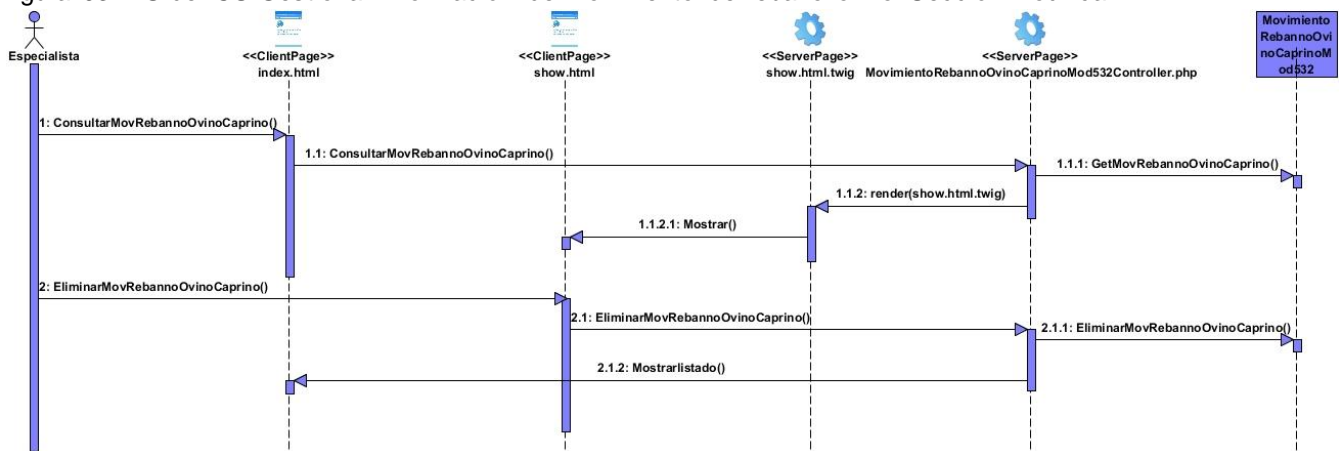 Especialista
<<ClientPage>>
index.html
<<ClientPage>>
show.html
<<ServerPage>>
show.html.twig
<<ServerPage>>
MovimientoRebannoOvinoCaprinoMod532Controller.php
Movimiento
RebannoOvi
noCaprinoM
od532
1: ConsultarMovRebannoOvinoCaprino()
1.1: ConsultarMovRebannoOvinoCaprino()
1.1.1: GetMovRebannoOvinoCaprino()
1.1.2: render(show.html.twig)
1.1.2.1: Mostrar()
2: EliminarMovRebannoOvinoCaprino()
2.1: EliminarMovRebannoOvinoCaprino()
2.1.1: EliminarMovRebannoOvinoCaprino()
2.1.2: Mostrarlistado()